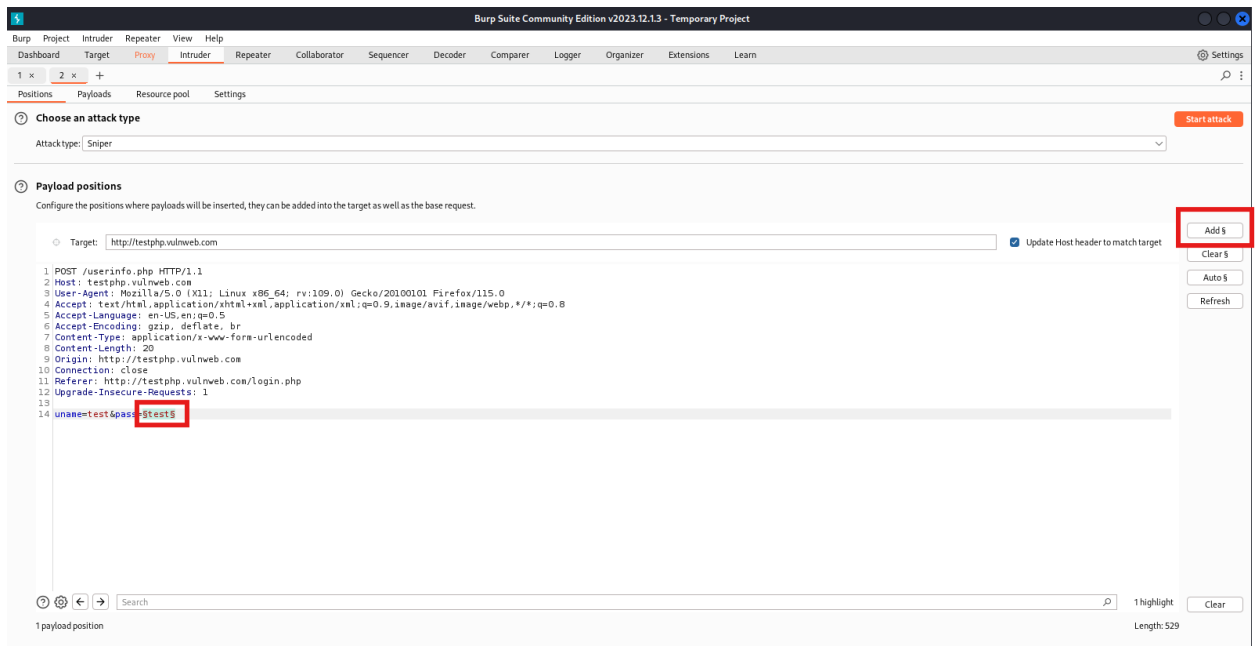 Burp Suite Community Edition v2023.12.1.3 - Temporary Project
Burp Project Intruder Repeater View Help
Dashboard Target Proxy Intruder Repeater Collaborator Sequencer Decoder Comparer Logger Organizer Extensions Learn Settings
1 × 2 × +
Positions Payloads Resource pool Settings
? Choose an attack type Start attack
Attack type: Sniper
? Payload positions
Configure the positions where payloads will be inserted, they can be added into the target as well as the base request.
Add §
Target: http://testphp.vulnweb.com Update Host header to match target
Clear §
Auto §
Refresh
1 POST /userinfo.php HTTP/1.1
2 Host: testphp.vulnweb.com
3 User-Agent: Mozilla/5.0 (X11; Linux x86_64; rv:109.0) Gecko/20100101 Firefox/115.0
4 Accept: text/html,application/xhtml+xml,application/xml;q=0.9,image/avif,image/webp,*/*;q=0.8
5 Accept-Language: en-US,en;q=0.5
6 Accept-Encoding: gzip, deflate, br
7 Content-Type: application/x-www-form-urlencoded
8 Content-Length: 20
9 Origin: http://testphp.vulnweb.com
10 Connection: close
11 Referer: http://testphp.vulnweb.com/login.php
12 Upgrade-Insecure-Requests: 1
13
14 uname=test&pass=§test§
? Search 1 highlight Clear
1 payload position Length: 529